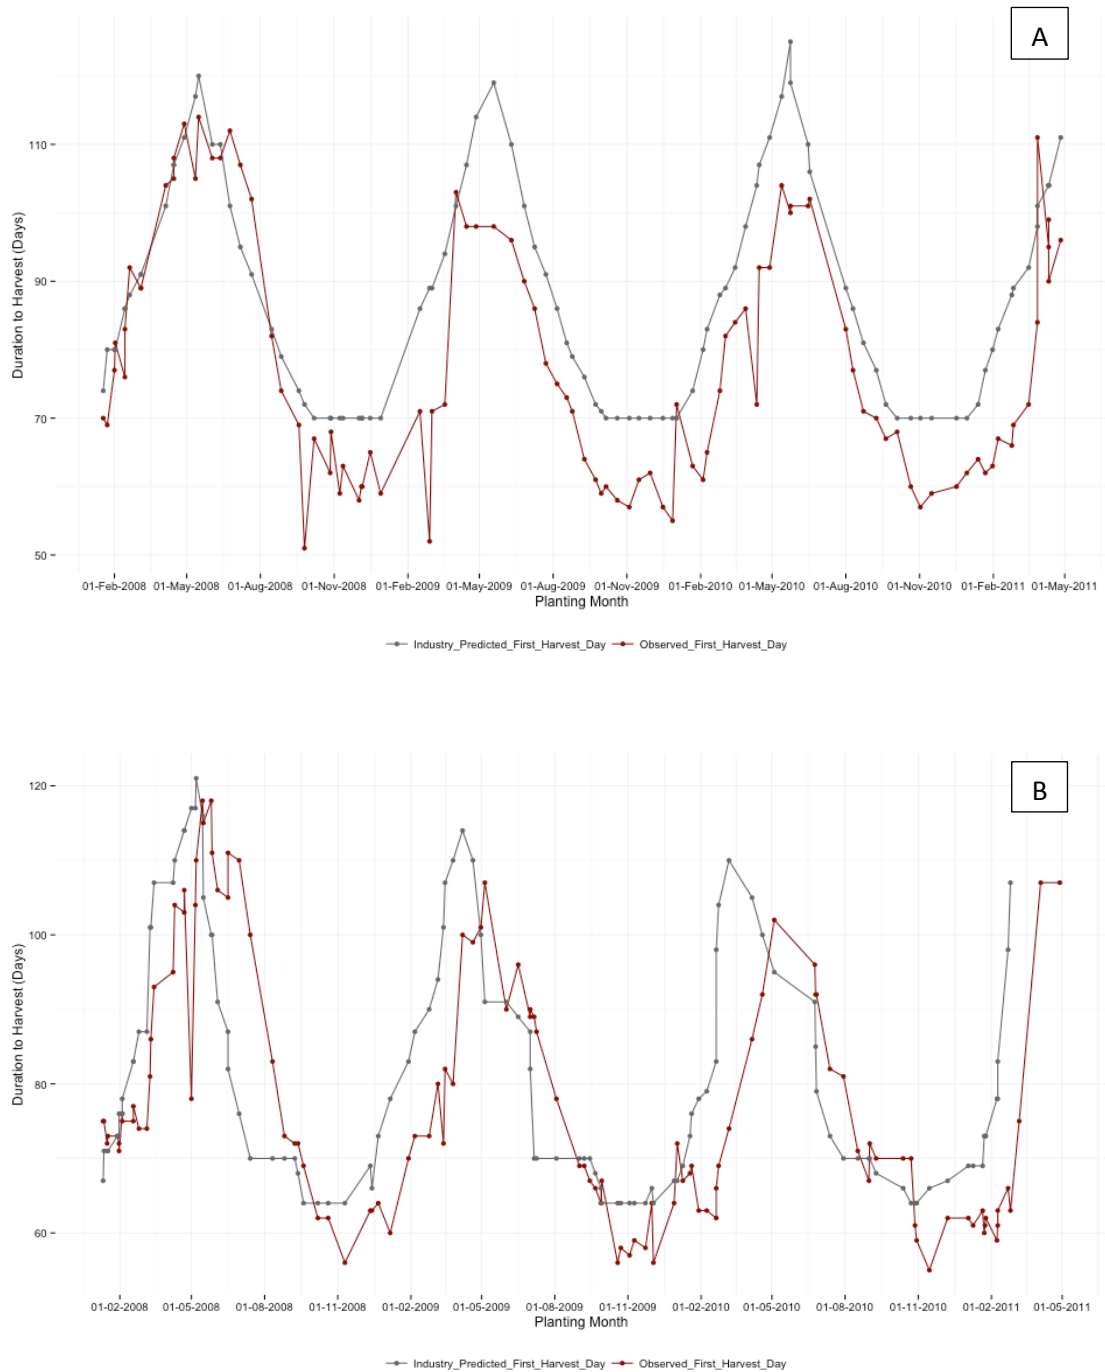 A
Duration to Harvest (Days)
110
90
70
50
01-Feb-2008 01-May-2008 01-Aug-2008 01-Nov-2008 01-Feb-2009 01-May-2009 01-Aug-2009 01-Nov-2009 01-Feb-2010 01-May-2010 01-Aug-2010 01-Nov-2010 01-Feb-2011 01-May-2011
Planting Month
Industry_Predicted_First_Harvest_Day Observed_First_Harvest_Day
B
Duration to Harvest (Days)
120
100
80
60
01-02-2008 01-05-2008 01-08-2008 01-11-2008 01-02-2009 01-05-2009 01-08-2009 01-11-2009 01-02-2010 01-05-2010 01-08-2010 01-11-2010 01-02-2011 01-05-2011
Planting Month
Industry_Predicted_First_Harvest_Day Observed_First_Harvest_Day